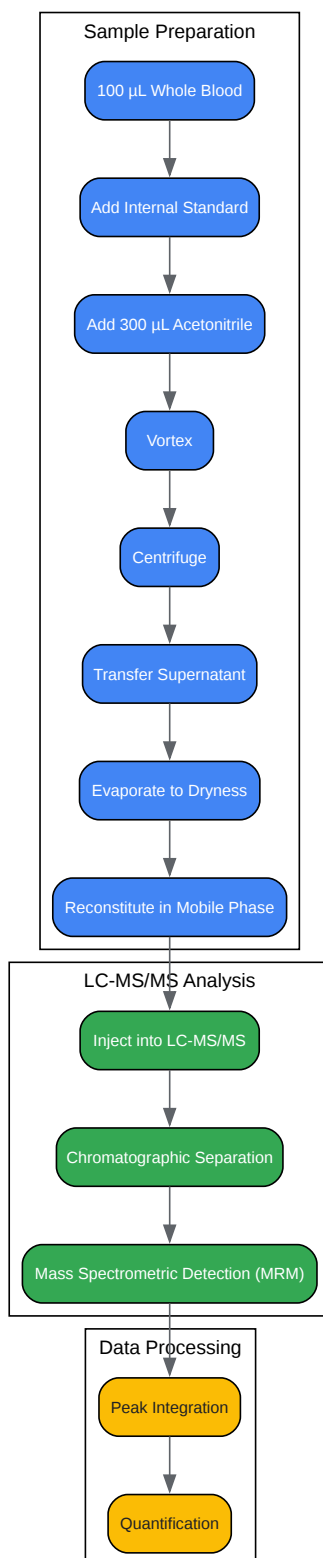 Sample Preparation
100 µL Whole Blood
Add Internal Standard
Add 300 µL Acetonitrile
Vortex
Centrifuge
Transfer Supernatant
Evaporate to Dryness
Reconstitute in Mobile Phase
LC-MS/MS Analysis
Inject into LC-MS/MS
Chromatographic Separation
Mass Spectrometric Detection (MRM)
Data Processing
Peak Integration
Quantification